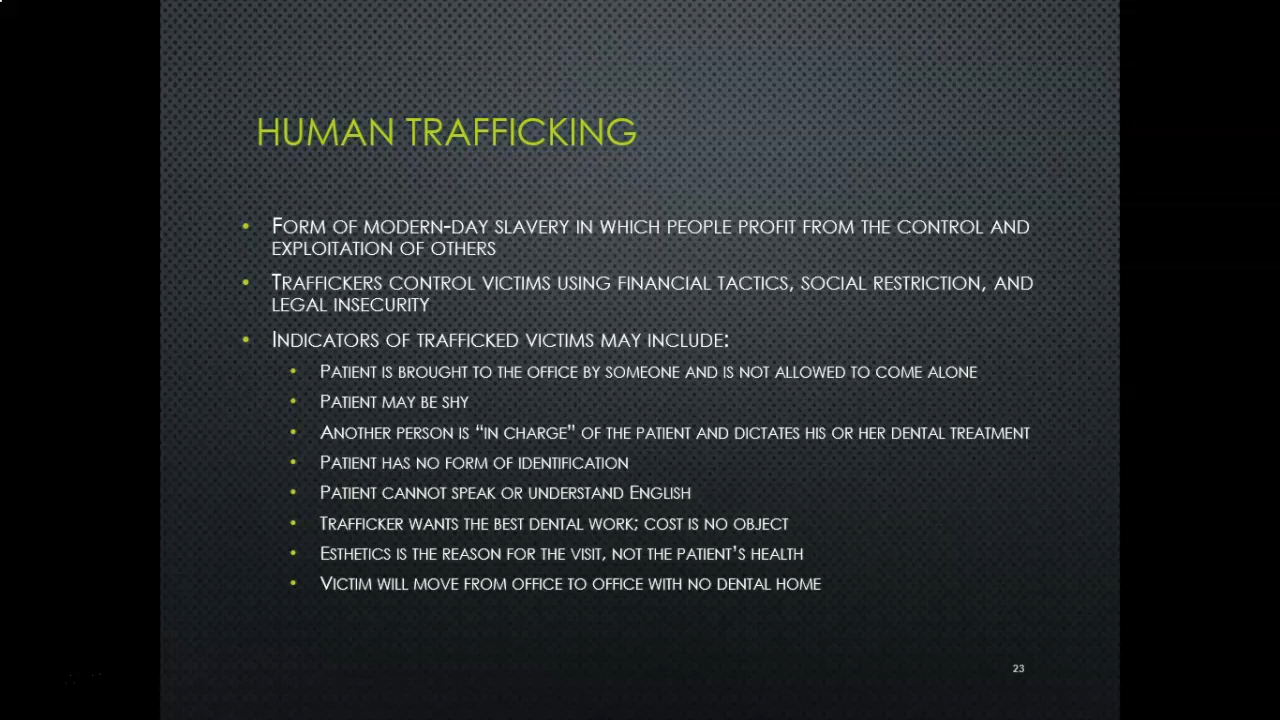 HUMAN TRAFFICKING
• FORM OF MODERN-DAY SLAVERY IN WHICH PEOPLE PROFIT FROM THE CONTROL AND
EXPLOITATION OF OTHERS
• TRAFFICKERS CONTROL VICTIMS USING FINANCIAL TACTICS, SOCIAL RESTRICTION, AND
LEGAL INSECURITY
• INDICATORS OF TRAFFICKED VICTIMS MAY INCLUDE:
• PATIENT IS BROUGHT TO THE OFFICE BY SOMEONE AND IS NOT ALLOWED TO COME ALONE
• PATIENT MAY BE SHY
• ANOTHER PERSON IS “IN CHARGE” OF THE PATIENT AND DICTATES HIS OR HER DENTAL TREATMENT
• PATIENT HAS NO FORM OF IDENTIFICATION
• PATIENT CANNOT SPEAK OR UNDERSTAND ENGLISH
• TRAFFICKER WANTS THE BEST DENTAL WORK; COST IS NO OBJECT
• ESTHETICS IS THE REASON FOR THE VISIT, NOT THE PATIENT’S HEALTH
• VICTIM WILL MOVE FROM OFFICE TO OFFICE WITH NO DENTAL HOME
23